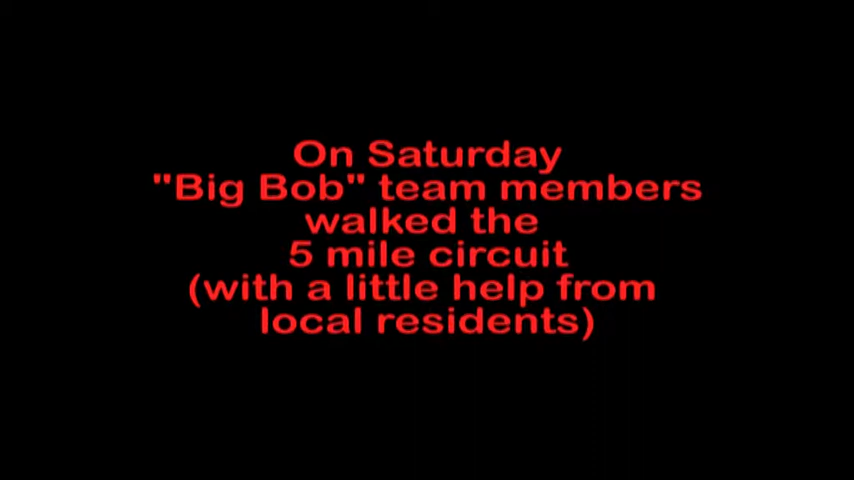 On Saturday
"Big Bob" team members
walked the
5 mile circuit
(with a little help from
local residents)